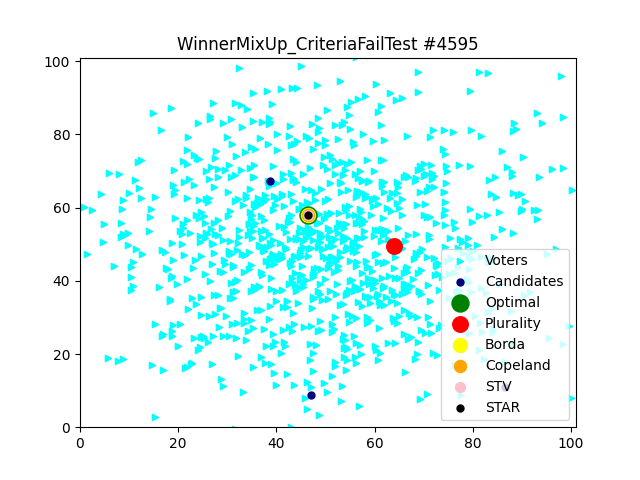 WinnerMixUp_CriteriaFailTest #4595
100
80
60
40
20
0
0 20 40 60 80 100
Voters
Candidates
Optimal
Plurality
Borda
Copeland
STV
STAR